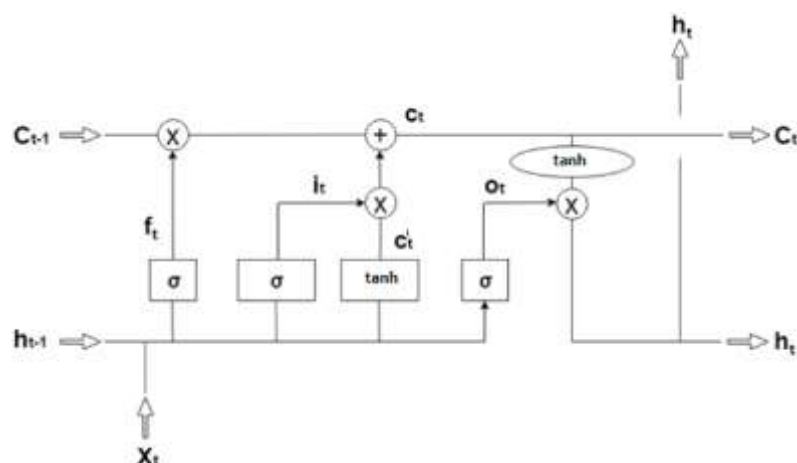 hₜ
Cₜ₋₁
X
+
cₜ
Cₜ
tanh
fₜ
iₜ
X
c'ₜ
oₜ
X
σ
σ
tanh
σ
hₜ₋₁
hₜ
Xₜ